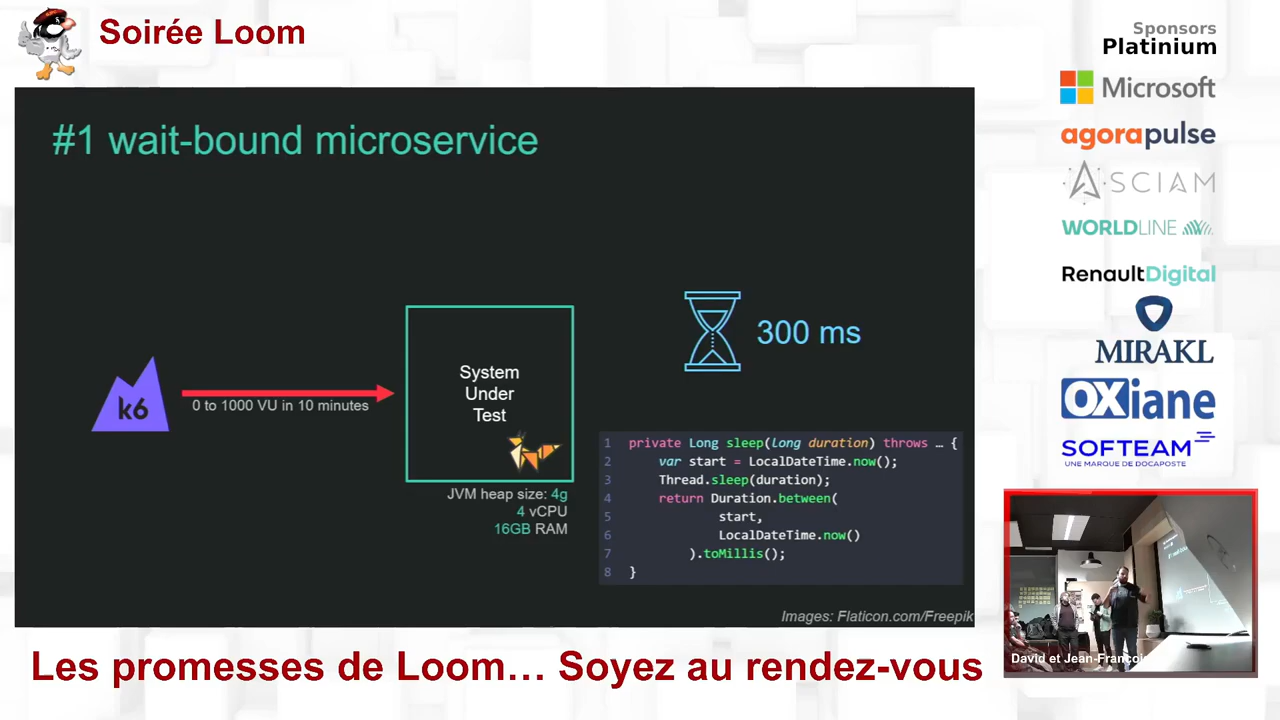 Soirée Loom
Sponsors
Platinium
Microsoft
agorapulse
ASCIAM
WORLDLINE
RenaultDigital
MIRAKL
OXiane
SOFTEAM
UNE MARQUE DE DOCAPOSTE
#1 wait-bound microservice
k6
0 to 1000 VU in 10 minutes
System
Under
Test
JVM heap size: 4g
4 vCPU
16GB RAM
300 ms
1 private Long sleep(long duration) throws … {
2 var start = LocalDateTime.now();
3 Thread.sleep(duration);
4 return Duration.between(
5 start,
6 LocalDateTime.now()
7 ).toMillis();
8 }
Images: Flaticon.com/Freepik
David et Jean-Françoi
Les promesses de Loom… Soyez au rendez-vous